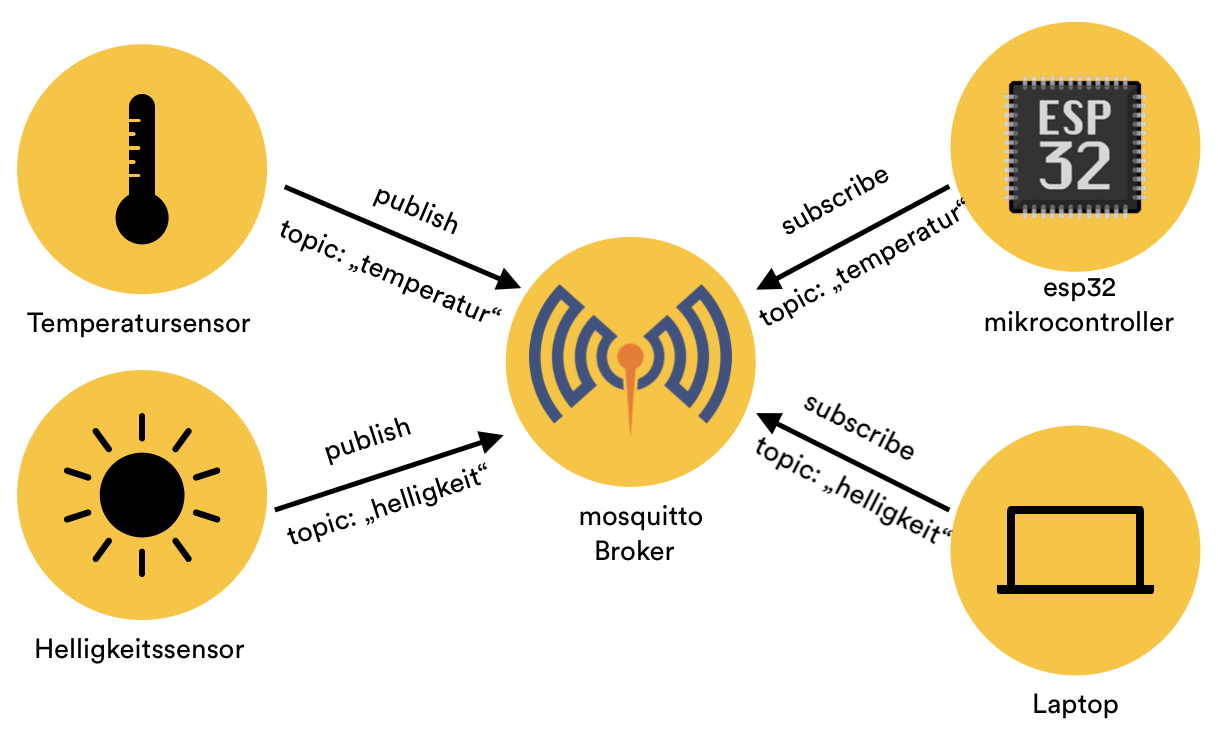 publish
topic: „temperatur“
Temperatursensor
publish
topic: „helligkeit“
Helligkeitssensor
mosquitto
Broker
subscribe
topic: „temperatur“
ESP
32
esp32
mikrocontroller
subscribe
topic: „helligkeit“
Laptop